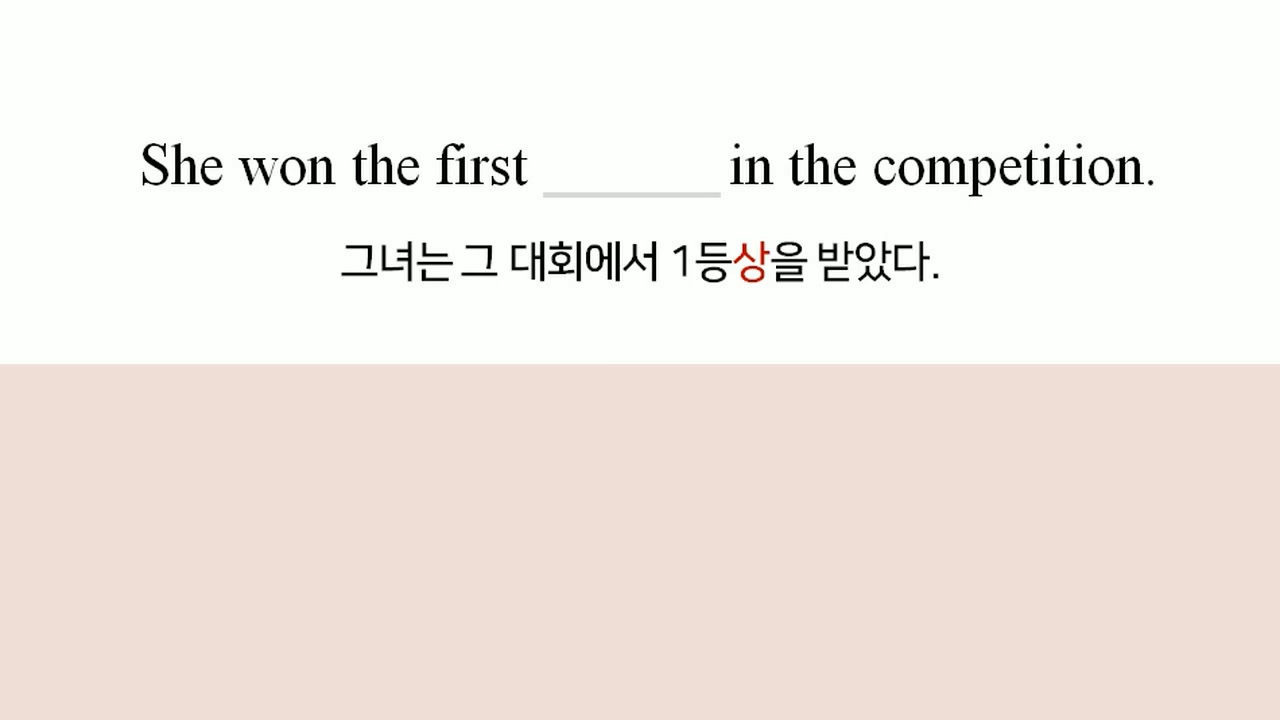 She won the first ______ in the competition.
그녀는 그 대회에서 1등상을 받았다.